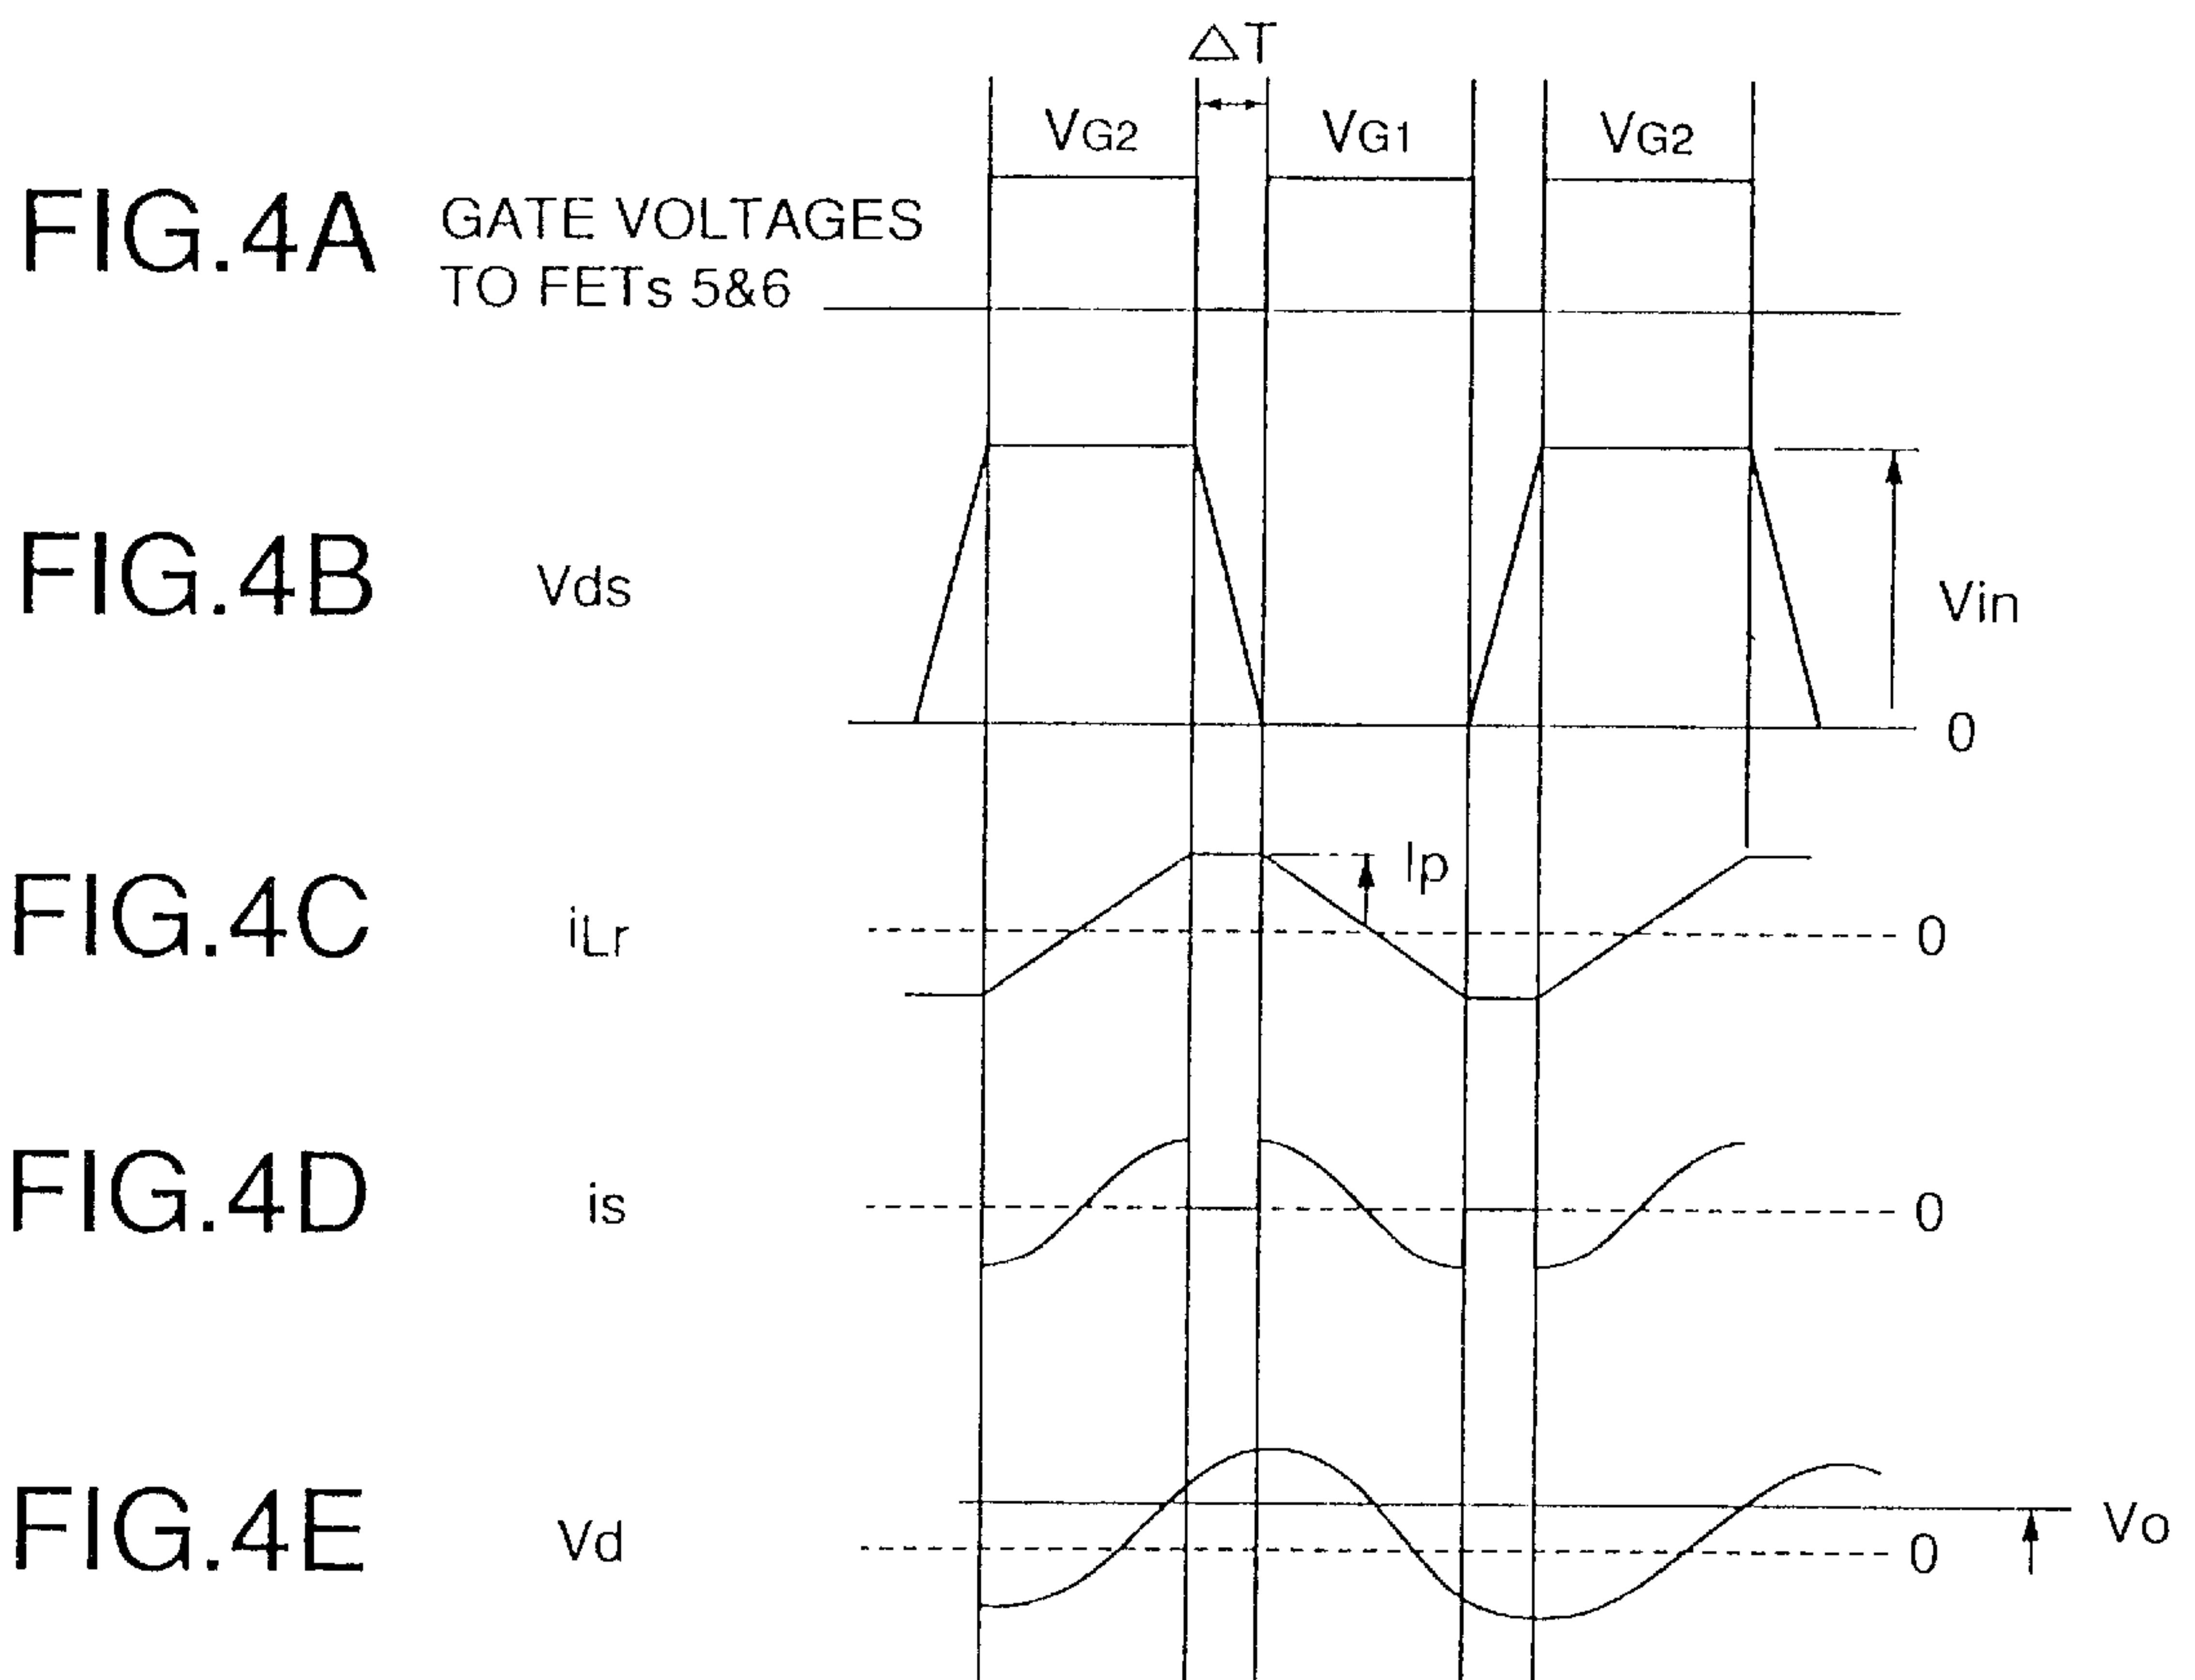 △T
VG2 VG1 VG2
FIG.4A GATE VOLTAGES
TO FETs 5&6
FIG.4B Vds Vin
0
FIG.4C iLr Ip
0
FIG.4D is 0
FIG.4E Vd Vo
0